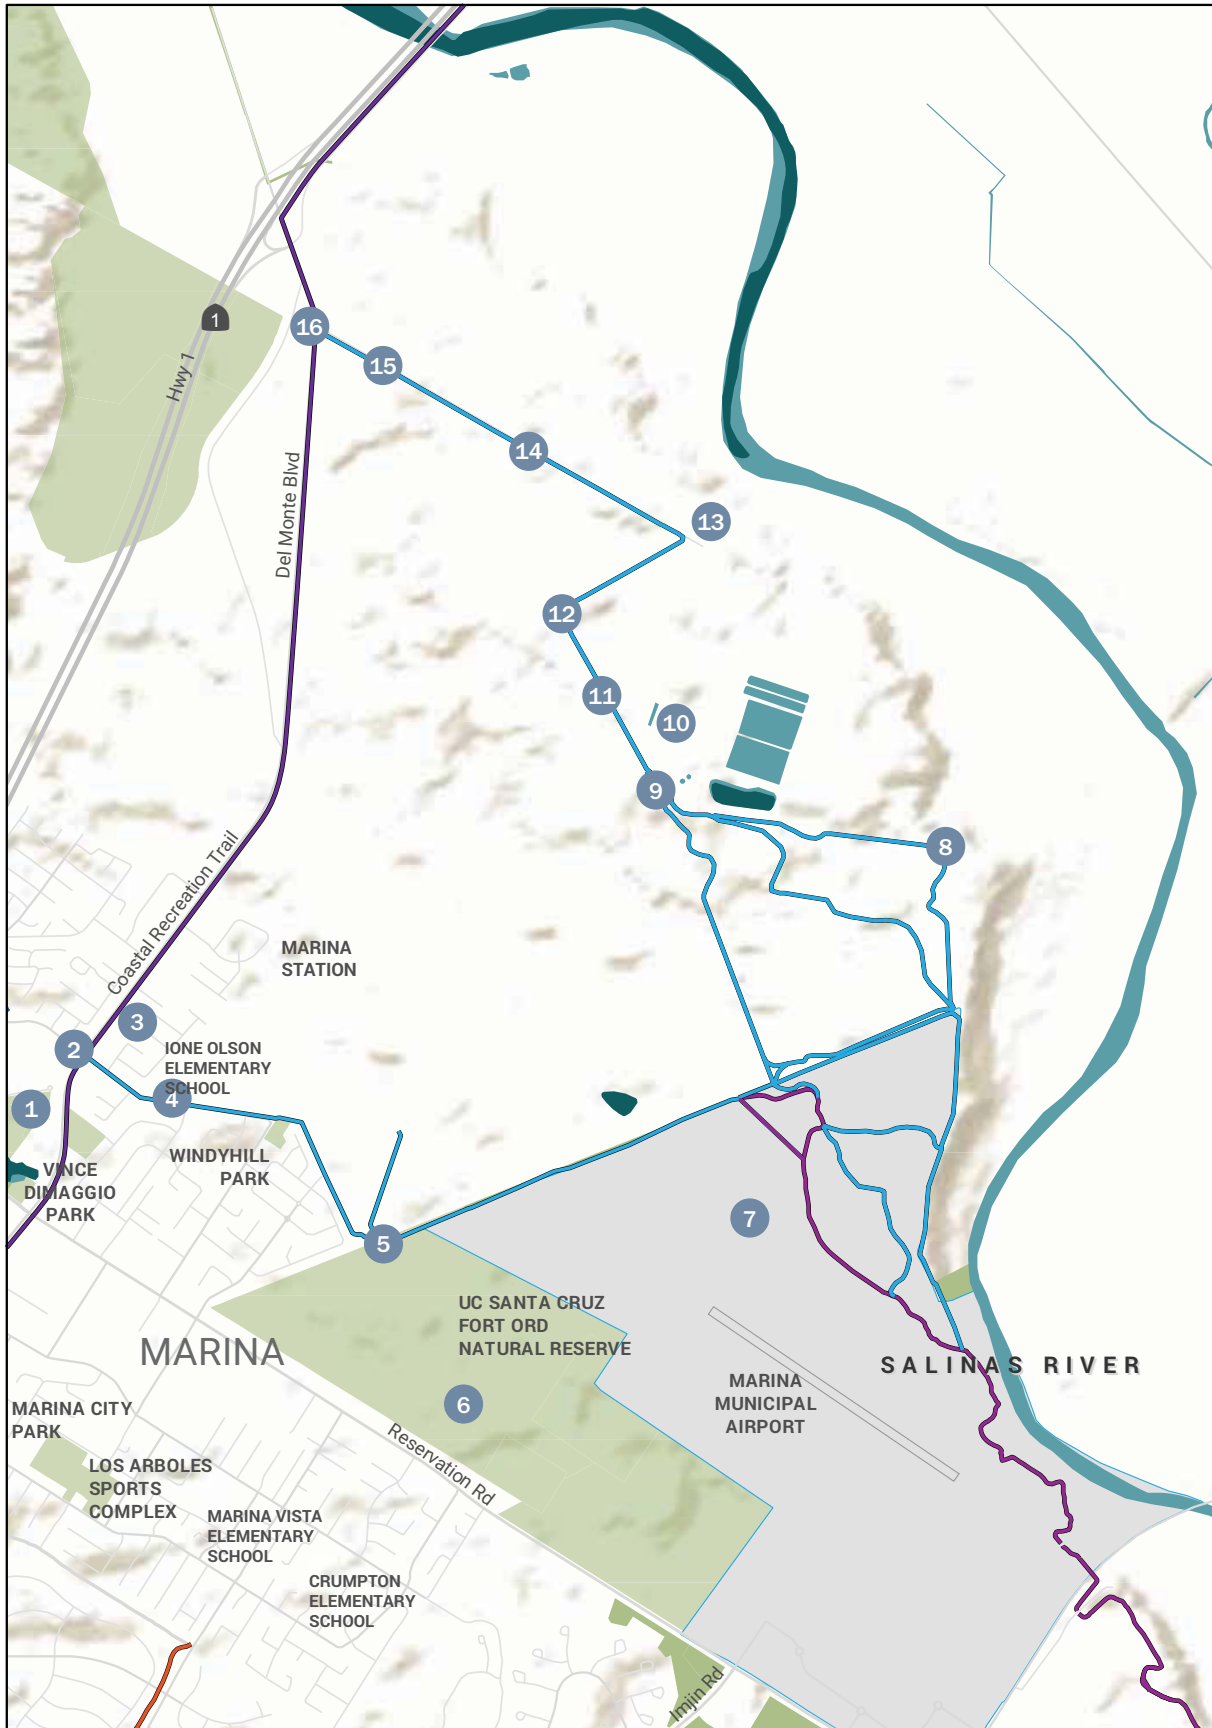 1
Hwy 1
16
15
Del Monte Blvd
14
13
12
11
10
9
8
Coastal Recreation Trail
MARINA
STATION
3
2
IONE OLSON
ELEMENTARY
SCHOOL
4
1
WINDYHILL
PARK
VINCE
DIMAGGIO
PARK
5
7
UC SANTA CRUZ
FORT ORD
NATURAL RESERVE
MARINA
SALINAS RIVER
MARINA
MUNICIPAL
AIRPORT
6
MARINA CITY
PARK
Reservation Rd
LOS ARBOLES
SPORTS
COMPLEX
MARINA VISTA
ELEMENTARY
SCHOOL
CRUMPTON
ELEMENTARY
SCHOOL
Imjin Rd